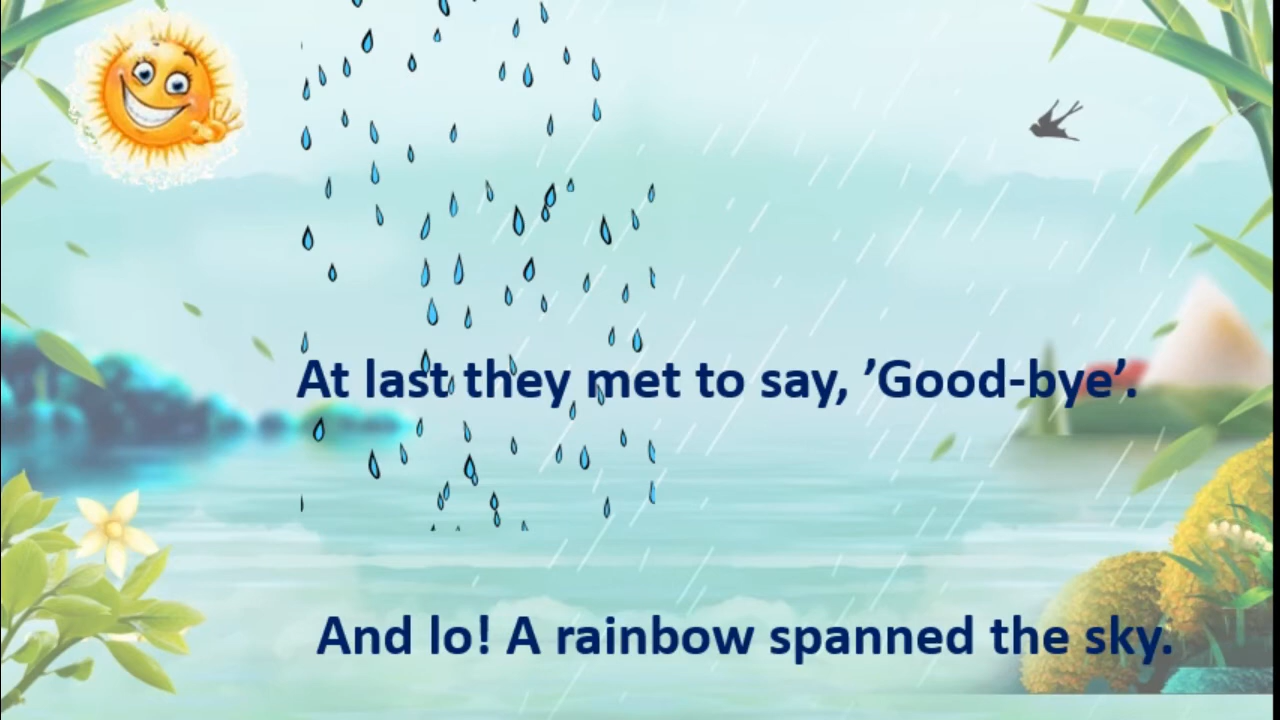 At last they met to say, ’Good-bye’.
And lo! A rainbow spanned the sky.